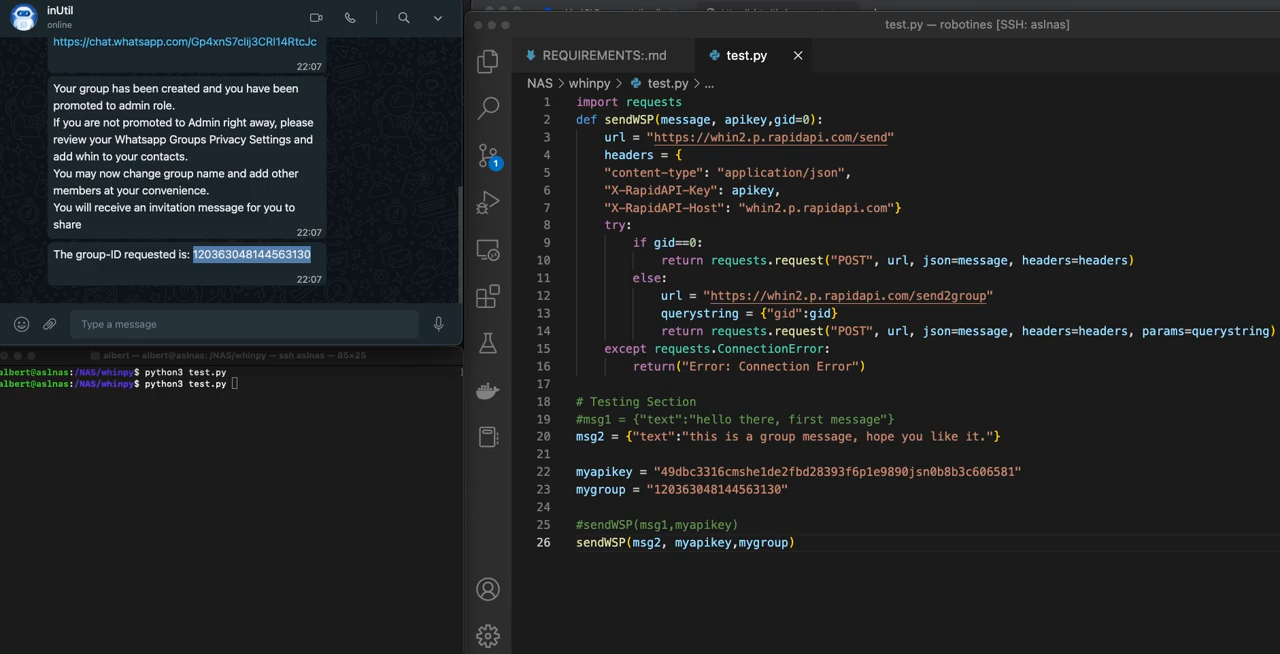 inUtil
online
https://chat.whatsapp.com/Gp4xnS7clij3CRl14RtcJc
22:07
Your group has been created and you have been
promoted to admin role.
If you are not promoted to Admin right away, please
review your Whatsapp Groups Privacy Settings and
add whin to your contacts.
You may now change group name and add other
members at your convenience.
You will receive an invitation message for you to
share
22:07
The group-ID requested is: 120363048144563130
22:07
Type a message
albert — albert@aslnas: /NAS/whinpy — ssh aslnas — 86×25
albert@aslnas:/NAS/whinpy$ python3 test.py
albert@aslnas:/NAS/whinpy$ python3 test.py
test.py — robotines [SSH: aslnas]
REQUIREMENTS:.md
test.py
NAS > whinpy > test.py > ...
1
1 import requests
2 def sendWSP(message, apikey,gid=0):
3 url = "https://whin2.p.rapidapi.com/send"
4 headers = {
5 "content-type": "application/json",
6 "X-RapidAPI-Key": apikey,
7 "X-RapidAPI-Host": "whin2.p.rapidapi.com"}
8 try:
9 if gid==0:
10 return requests.request("POST", url, json=message, headers=headers)
11 else:
12 url = "https://whin2.p.rapidapi.com/send2group"
13 querystring = {"gid":gid}
14 return requests.request("POST", url, json=message, headers=headers, params=querystring)
15 except requests.ConnectionError:
16 return("Error: Connection Error")
17
18 # Testing Section
19 #msg1 = {"text":"hello there, first message"}
20 msg2 = {"text":"this is a group message, hope you like it."}
21
22 myapikey = "49dbc3316cmshe1de2fbd28393f6p1e9890jsn0b8b3c606581"
23 mygroup = "120363048144563130"
24
25 #sendWSP(msg1,myapikey)
26 sendWSP(msg2, myapikey,mygroup)